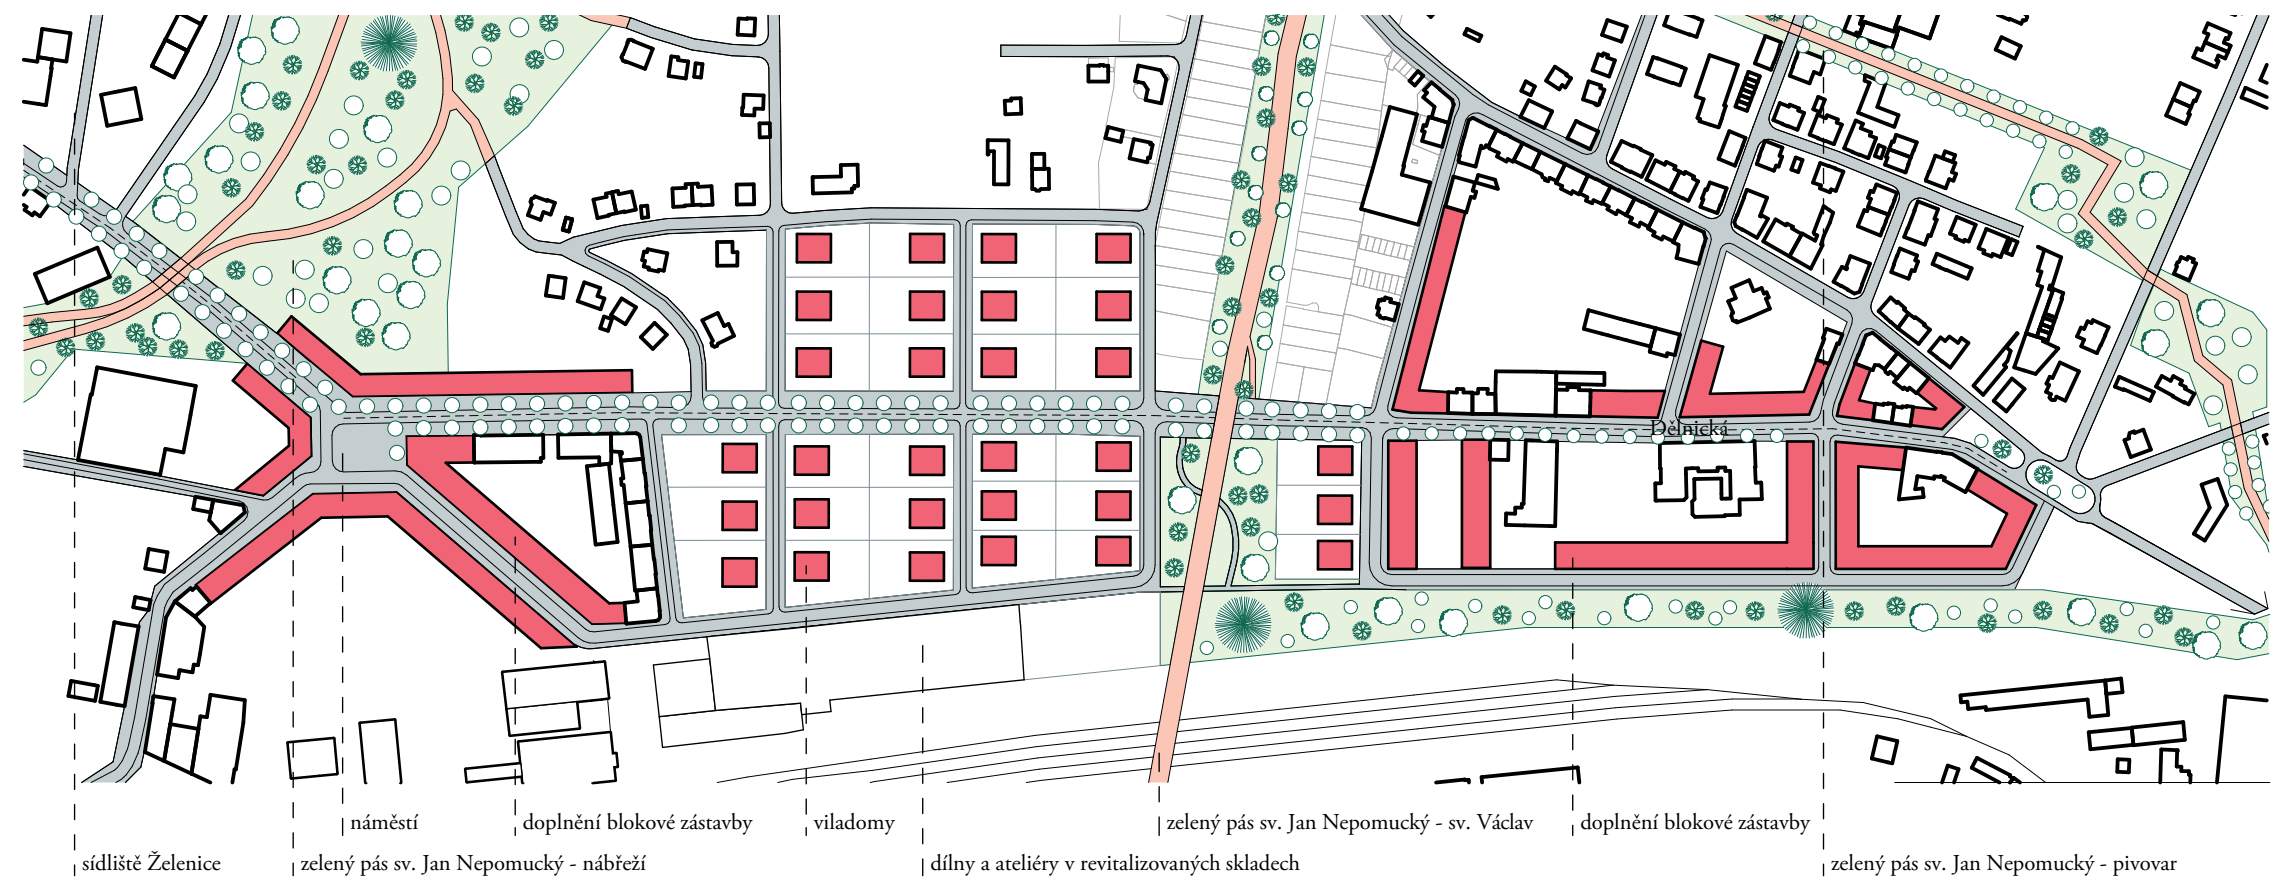 Dělnická
náměstí
doplnění blokové zástavby
viladomy
zelený pás sv. Jan Nepomucký - sv. Václav
doplnění blokové zástavby
sídliště Želenice
zelený pás sv. Jan Nepomucký - nábřeží
dílny a ateliéry v revitalizovaných skladech
zelený pás sv. Jan Nepomucký - pivovar